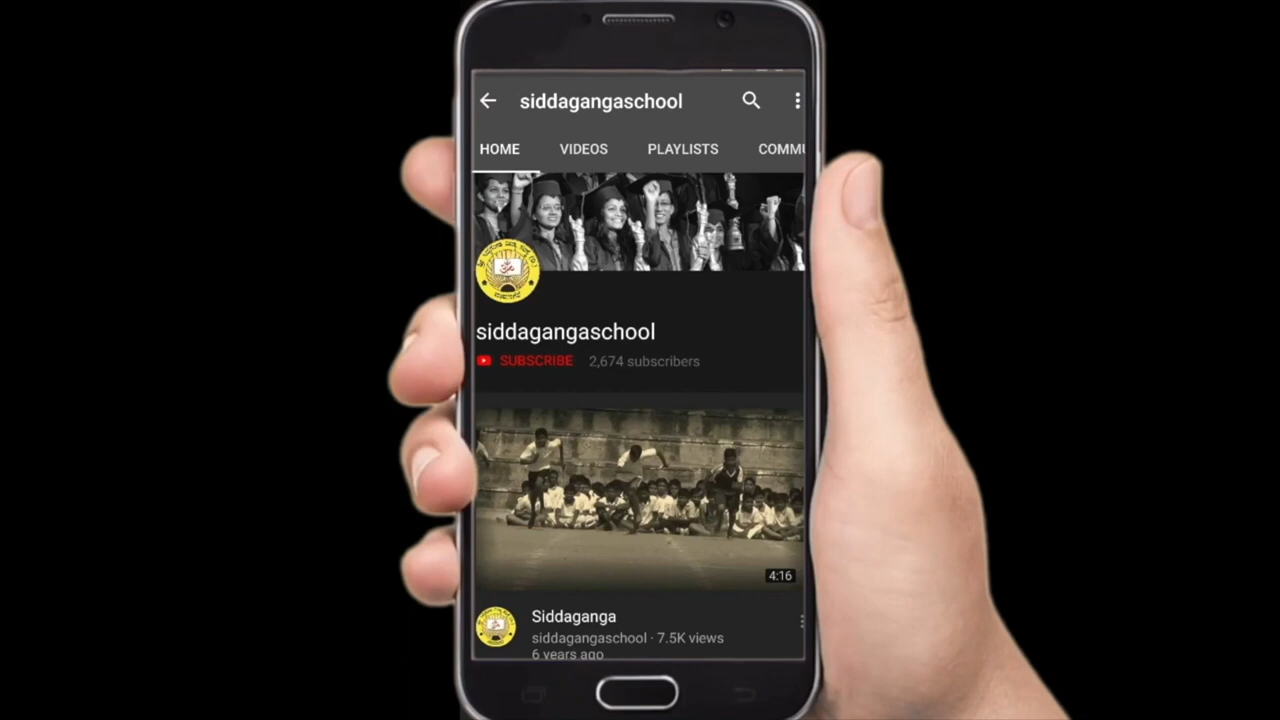 siddagangaschool
HOME VIDEOS PLAYLISTS COMMU
siddagangaschool
SUBSCRIBE 2,674 subscribers
4:16
Siddaganga
siddagangaschool · 7.5K views
6 years ago